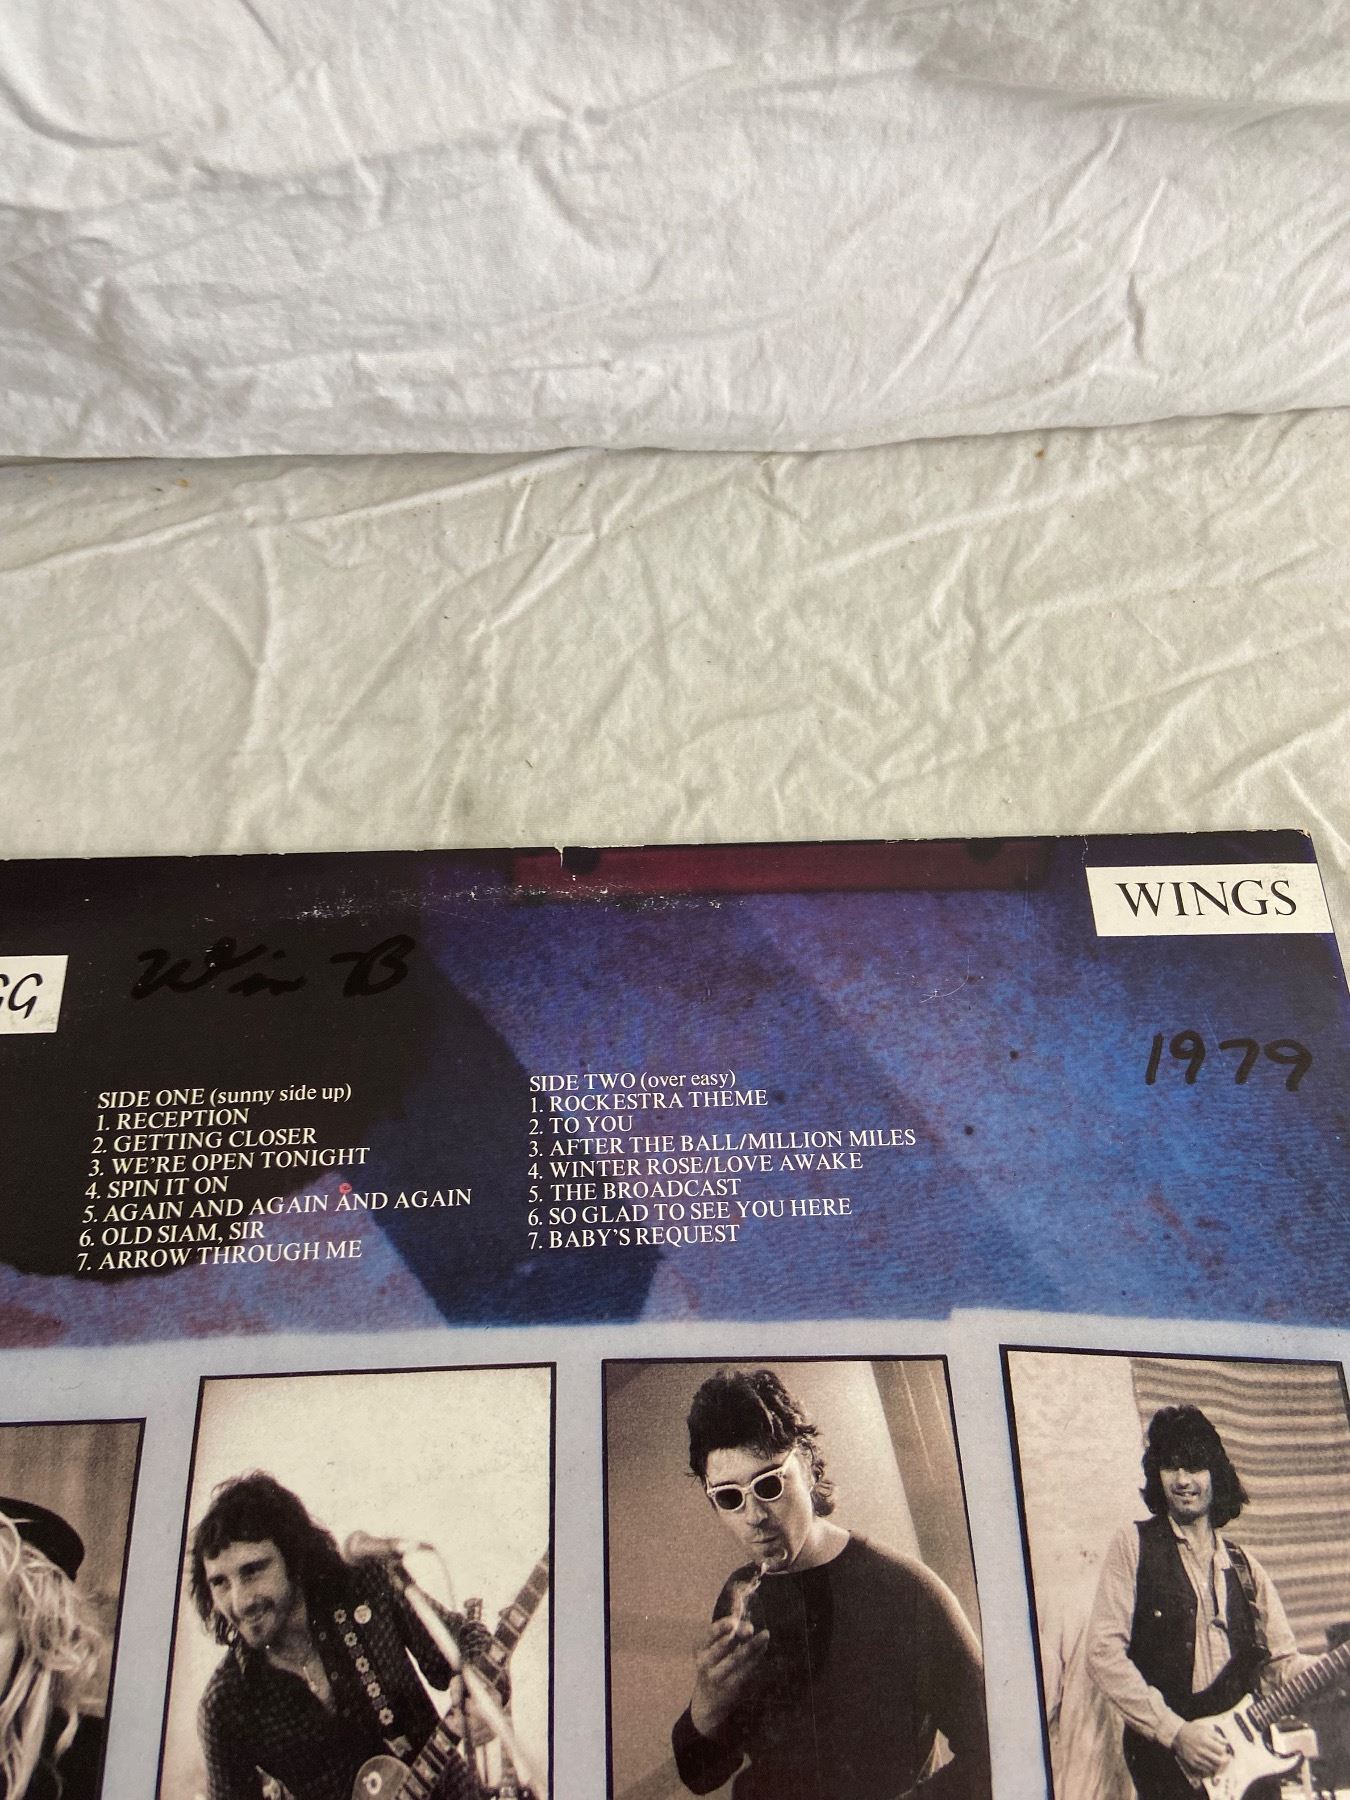 WINGS
GG
1979
SIDE ONE (sunny side up)
1. RECEPTION
2. GETTING CLOSER
3. WE'RE OPEN TONIGHT
4. SPIN IT ON
5. AGAIN AND AGAIN AND AGAIN
6. OLD SIAM, SIR
7. ARROW THROUGH ME
SIDE TWO (over easy)
1. ROCKESTRA THEME
2. TO YOU
3. AFTER THE BALL/MILLION MILES
4. WINTER ROSE/LOVE AWAKE
5. THE BROADCAST
6. SO GLAD TO SEE YOU HERE
7. BABY'S REQUEST